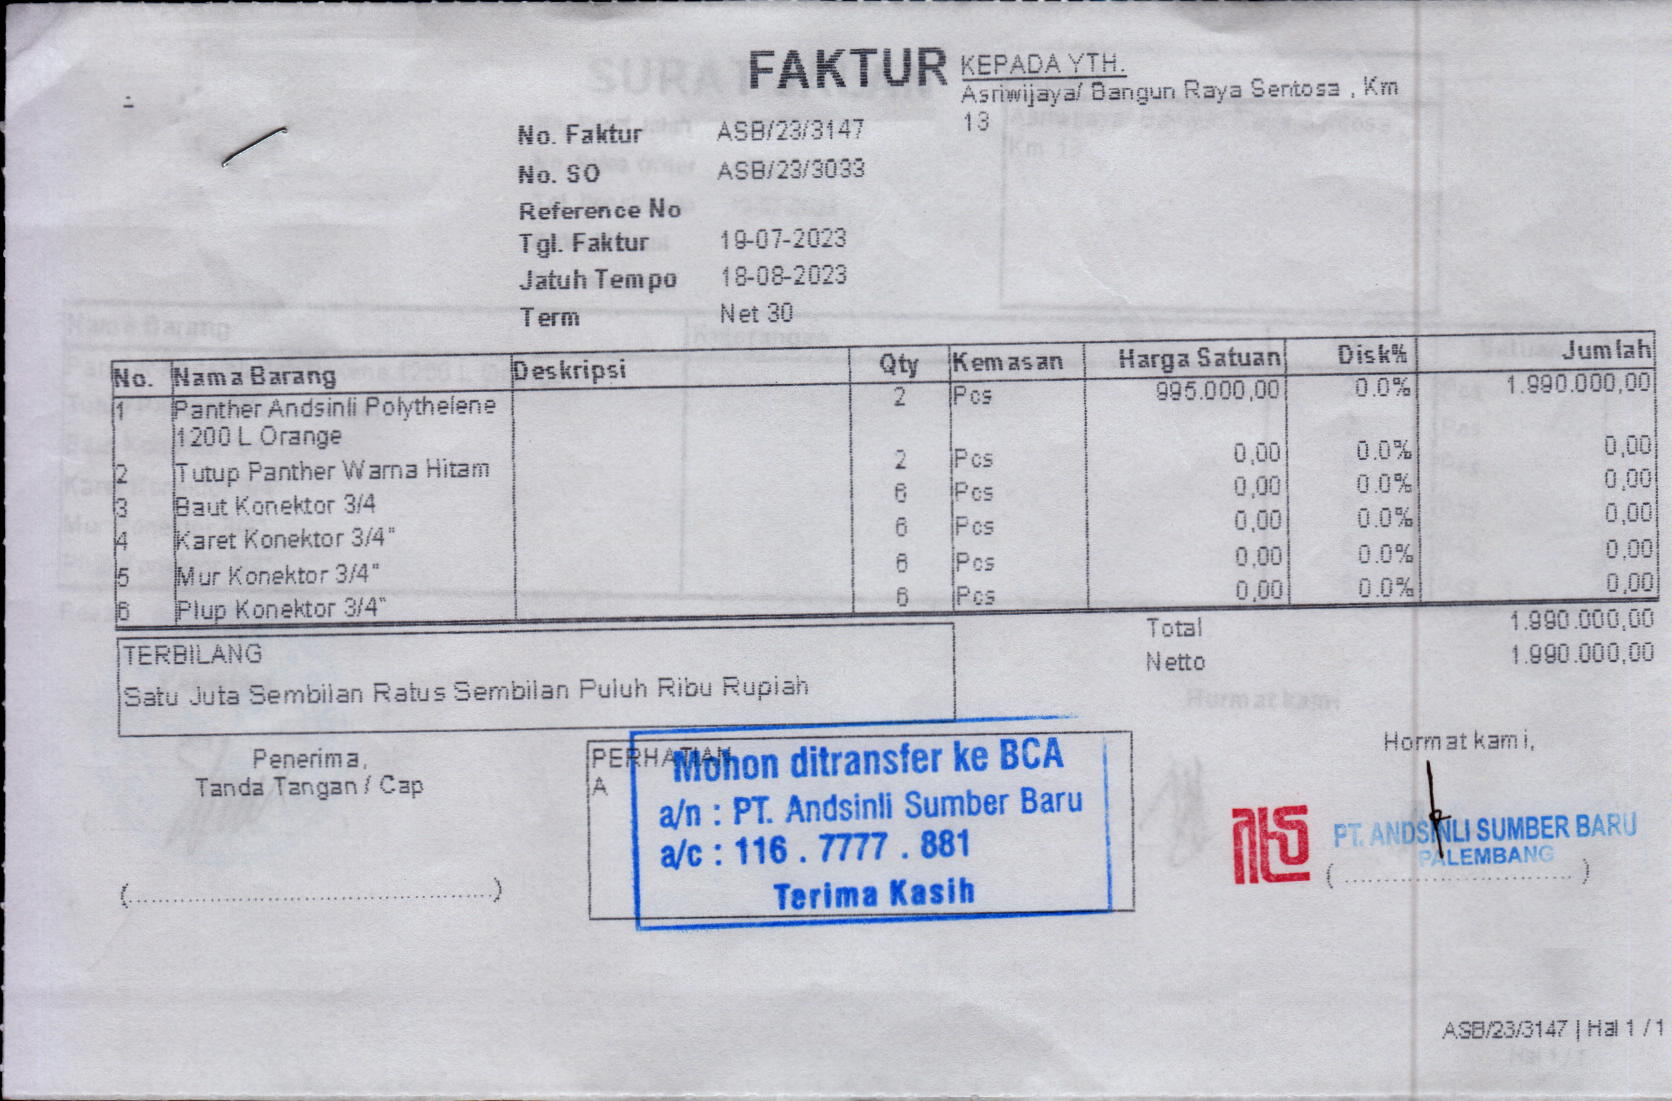 FAKTUR
KEPADA YTH.
Asriwijaya/ Bangun Raya Sentosa , Km
13
No. Faktur ASB/23/3147
No. SO ASB/23/3033
Reference No
Tgl. Faktur 19-07-2023
Jatuh Tempo 18-08-2023
Term Net 30
No. Nama Barang Deskripsi Qty Kemasan Harga Satuan Disk% Jumlah
1 Panther Andsinli Polythelene 2 Pcs 995.000,00 0.0% 1.990.000,00
1200 L Orange
2 Tutup Panther Warna Hitam 2 Pcs 0,00 0.0% 0,00
3 Baut Konektor 3/4 6 Pcs 0,00 0.0% 0,00
4 Karet Konektor 3/4" 6 Pcs 0,00 0.0% 0,00
5 Mur Konektor 3/4" 6 Pcs 0,00 0.0% 0,00
6 Plup Konektor 3/4" 6 Pcs 0,00 0.0% 0,00
Total 1.990.000,00
Netto 1.990.000,00
TERBILANG
Satu Juta Sembilan Ratus Sembilan Puluh Ribu Rupiah
Penerima,
Tanda Tangan / Cap
(..................................................)
PERHATIAN
A
Mohon ditransfer ke BCA
a/n : PT. Andsinli Sumber Baru
a/c : 116 . 7777 . 881
Terima Kasih
Hormat kami,
PT. ANDSINLI SUMBER BARU
PALEMBANG
(................................)
ASB/23/3147 | Hal 1 / 1